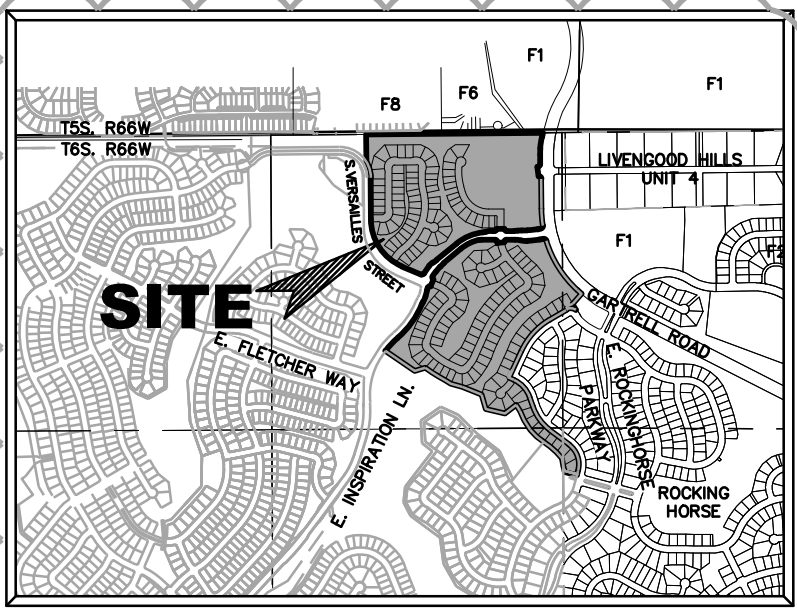 F1
F8
F6
F1
T5S. R66W
T6S. R66W
LIVENGOOD HILLS
UNIT 4
S.VERSAILLES
STREET
F1
SITE
GARTRELL ROAD
E. FLETCHER WAY
E. ROCKINGHORSE
PARKWAY
E. INSPIRATION LN.
ROCKING
HORSE